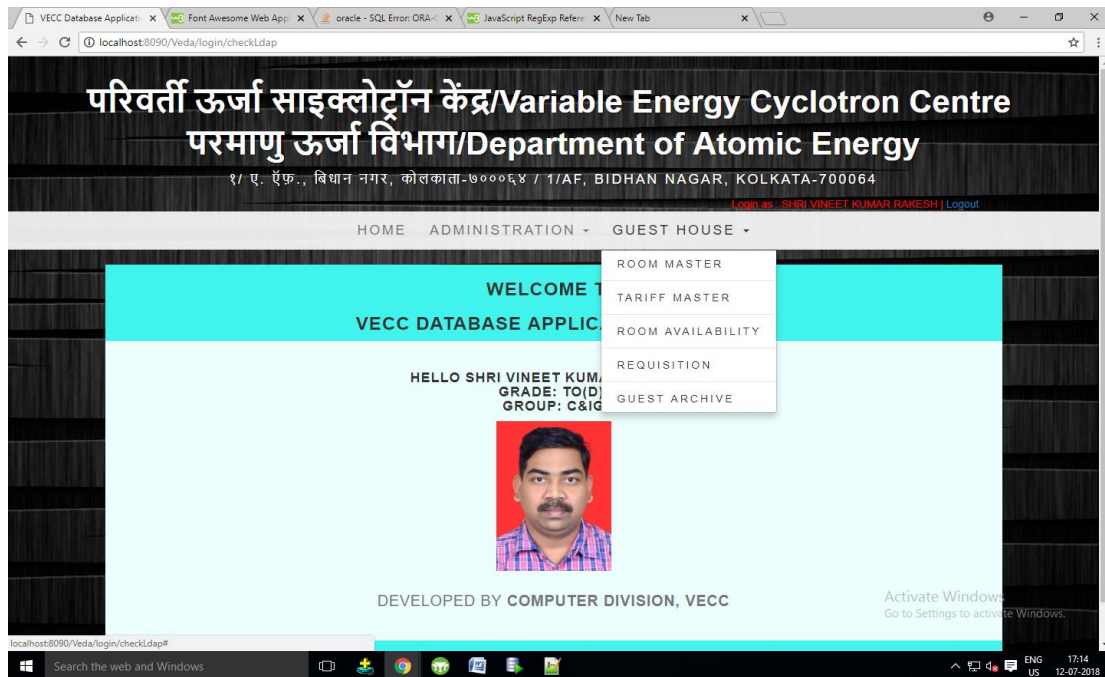 VECC Database Applicati
Font Awesome Web Appl
oracle - SQL Error: ORA-0
JavaScript RegExp Refere
New Tab
localhost:8090/Veda/login/checkLdap
परिवर्ती ऊर्जा साइक्लोट्रॉन केंद्र/Variable Energy Cyclotron Centre
परमाणु ऊर्जा विभाग/Department of Atomic Energy
१/ ए. ऍफ़., बिधान नगर, कोलकाता-७०००६४ / 1/AF, BIDHAN NAGAR, KOLKATA-700064
Login as : SHRI VINEET KUMAR RAKESH | Logout
HOME ADMINISTRATION GUEST HOUSE
ROOM MASTER
TARIFF MASTER
ROOM AVAILABILITY
REQUISITION
GUEST ARCHIVE
WELCOME T
VECC DATABASE APPLIC
HELLO SHRI VINEET KUM
GRADE: TO(D)
GROUP: C&IG
DEVELOPED BY COMPUTER DIVISION, VECC
Activate Windows
Go to Settings to activate Windows.
localhost:8090/Veda/login/checkLdap#
Search the web and Windows
ENG 17:14
US 12-07-2018